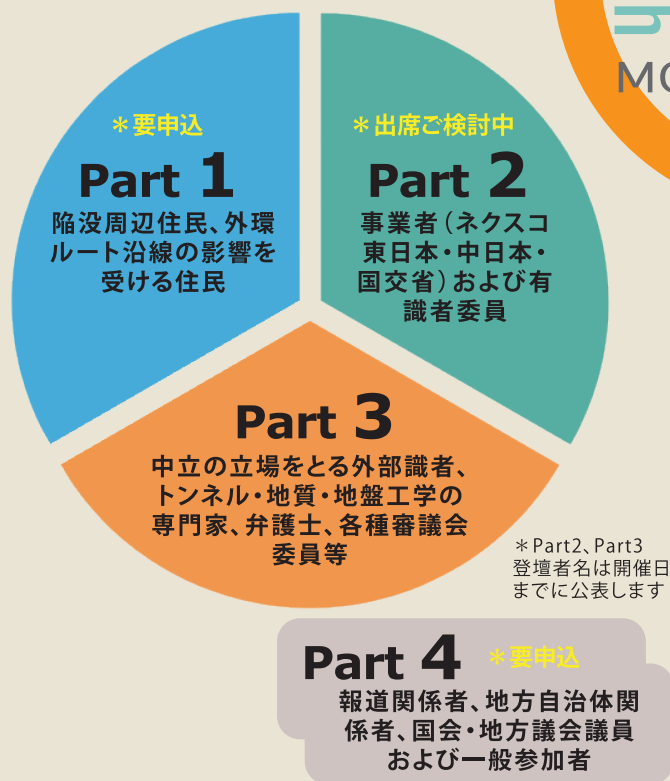 ＊要申込
Part 1
陥没周辺住民、外環
ルート沿線の影響を
受ける住民
＊出席ご検討中
Part 2
事業者（ネクスコ
東日本・中日本・
国交省）および有
識者委員
Part 3
中立の立場をとる外部識者、
トンネル・地質・地盤工学の
専門家、弁護士、各種審議会
委員等
＊Part2、Part3
登壇者名は開催日
までに公表します
Part 4 ＊要申込
報道関係者、地方自治体関
係者、国会・地方議会議員
および一般参加者